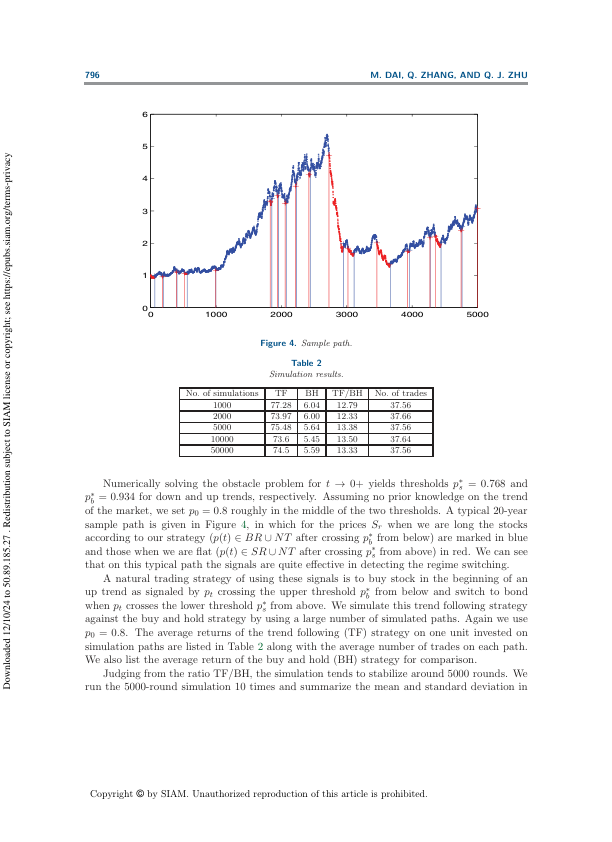 796
M. DAI, Q. ZHANG, AND Q. J. ZHU
6
5
4
3
2
1
0
0 1000 2000 3000 4000 5000
Figure 4. Sample path.
Table 2
Simulation results.
No. of simulations TF BH TF/BH No. of trades
1000 77.28 6.04 12.79 37.56
2000 73.97 6.00 12.33 37.66
5000 75.48 5.64 13.38 37.56
10000 73.6 5.45 13.50 37.64
50000 74.5 5.59 13.33 37.56
Numerically solving the obstacle problem for t → 0+ yields thresholds p*s = 0.768 and
p*b = 0.934 for down and up trends, respectively. Assuming no prior knowledge on the trend
of the market, we set p0 = 0.8 roughly in the middle of the two thresholds. A typical 20-year
sample path is given in Figure 4, in which for the prices Sr when we are long the stocks
according to our strategy (p(t) ∈ BR ∪ NT after crossing p*b from below) are marked in blue
and those when we are flat (p(t) ∈ SR ∪ NT after crossing p*s from above) in red. We can see
that on this typical path the signals are quite effective in detecting the regime switching.
A natural trading strategy of using these signals is to buy stock in the beginning of an
up trend as signaled by pt crossing the upper threshold p*b from below and switch to bond
when pt crosses the lower threshold p*s from above. We simulate this trend following strategy
against the buy and hold strategy by using a large number of simulated paths. Again we use
p0 = 0.8. The average returns of the trend following (TF) strategy on one unit invested on
simulation paths are listed in Table 2 along with the average number of trades on each path.
We also list the average return of the buy and hold (BH) strategy for comparison.
Judging from the ratio TF/BH, the simulation tends to stabilize around 5000 rounds. We
run the 5000-round simulation 10 times and summarize the mean and standard deviation in
Copyright © by SIAM. Unauthorized reproduction of this article is prohibited.
Downloaded 12/10/24 to 50.89.185.27 . Redistribution subject to SIAM license or copyright; see https://epubs.siam.org/terms-privacy